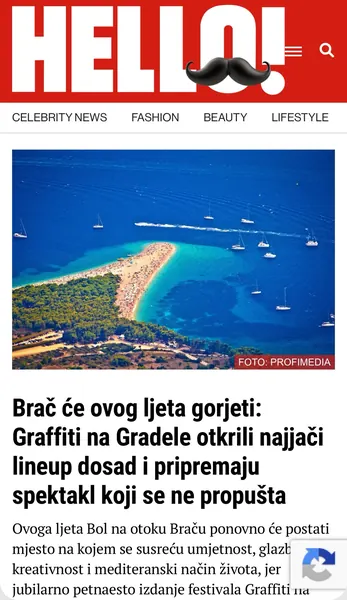 HELLO!
CELEBRITY NEWS FASHION BEAUTY LIFESTYLE
FOTO: PROFIMEDIA
Brač će ovog ljeta gorjeti:
Graffiti na Gradele otkrili najjači
lineup dosad i pripremaju
spektakl koji se ne propušta
Ovoga ljeta Bol na otoku Braču ponovno će postati
mjesto na kojem se susreću umjetnost,
kreativnost i mediteranski način života, jer
jubilarno petnaesto izdanje festivala Graffiti na